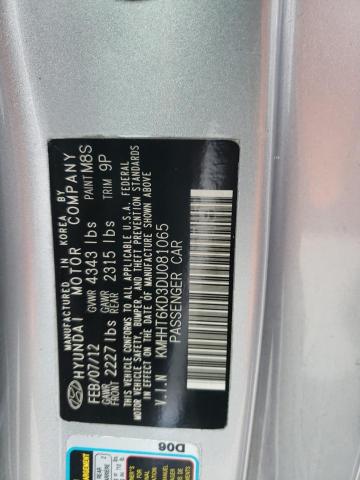 MANUFACTURED IN KOREA BY
HYUNDAI MOTOR COMPANY
FEB/07/12 GVWR 4343 lbs PAINT M8S
GAWR FRONT 2227 lbs GAWR REAR 2315 lbs TRIM 9P
THIS VEHICLE CONFORMS TO ALL APPLICABLE U.S.A. FEDERAL
MOTOR VEHICLE SAFETY, BUMPER, AND THEFT PREVENTION
STANDARDS IN EFFECT ON THE DATE OF MANUFACTURE
SHOWN ABOVE.
V.I.N KMHHT6KD3DU081065
PASSENGER CAR
D06